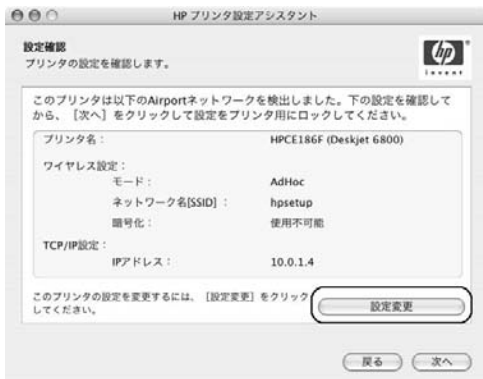 HP プリンタ設定アシスタント
設定確認
プリンタの設定を確認します。
hp
invent
このプリンタは以下のAirportネットワークを検出しました。下の設定を確認して
から、［次へ］をクリックして設定をプリンタ用にロックしてください。
プリンタ名： HPCE186F (Deskjet 6800)
ワイヤレス設定：
モード： AdHoc
ネットワーク名[SSID]： hpsetup
暗号化： 使用不可能
TCP/IP設定：
IPアドレス： 10.0.1.4
このプリンタの設定を変更するには、［設定変更］をクリック
してください。
設定変更
戻る 次へ